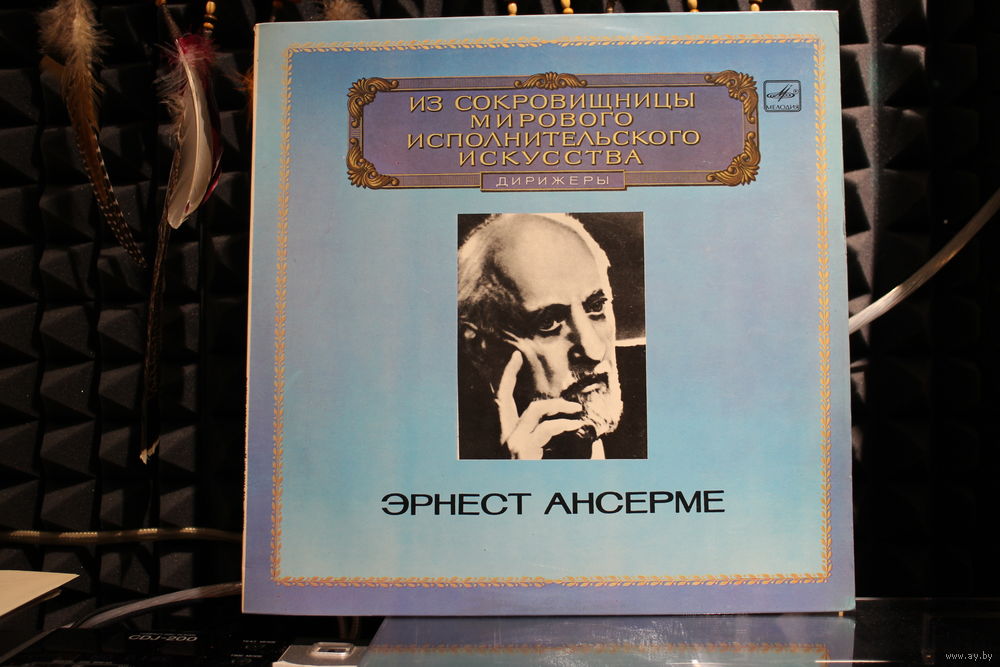 ИЗ СОКРОВИЩНИЦЫ
МИРОВОГО
ИСПОЛНИТЕЛЬСКОГО
ИСКУССТВА
ДИРИЖЕРЫ
МЕЛОДИЯ
ЭРНЕСТ АНСЕРМЕ
CDJ-200
www.ay.by